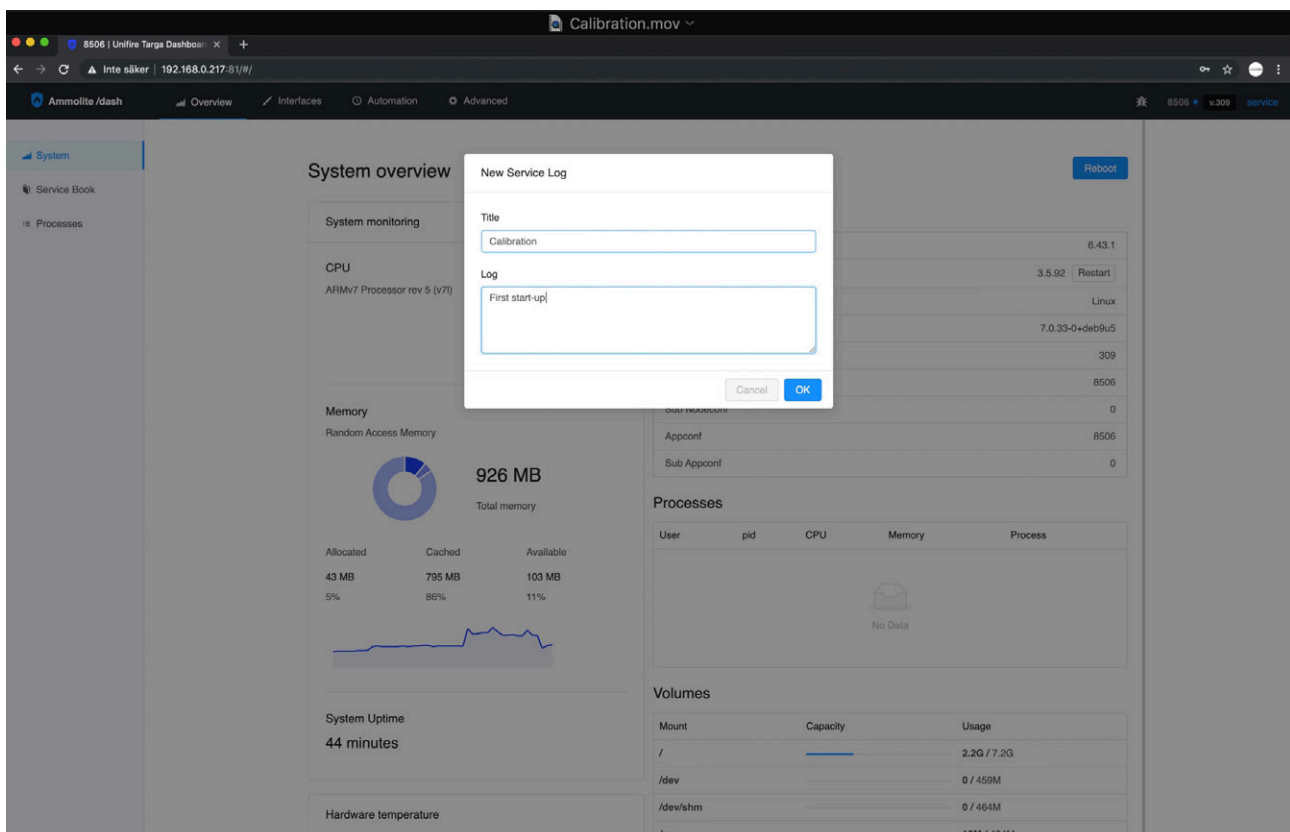 Calibration.mov
8506 | Unifire Targa Dashboar
Inte säker | 192.168.0.217:81/#/
Ammolite /dash
Overview
Interfaces
Automation
Advanced
8506
v.309
service
System
Service Book
Processes
System overview
Reboot
New Service Log
Title
Calibration
Log
First start-up
Cancel
OK
System monitoring
CPU
ARMv7 Processor rev 5 (v7l)
6.43.1
3.5.92 Restart
Linux
7.0.33-0+deb9u5
309
8506
Sub Nodeconf 0
Appconf 8506
Sub Appconf 0
Memory
Random Access Memory
926 MB
Total memory
Allocated Cached Available
43 MB 795 MB 103 MB
5% 86% 11%
System Uptime
44 minutes
Hardware temperature
Processes
User pid CPU Memory Process
No Data
Volumes
Mount Capacity Usage
/ 2.2G / 7.2G
/dev 0 / 459M
/dev/shm 0 / 464M